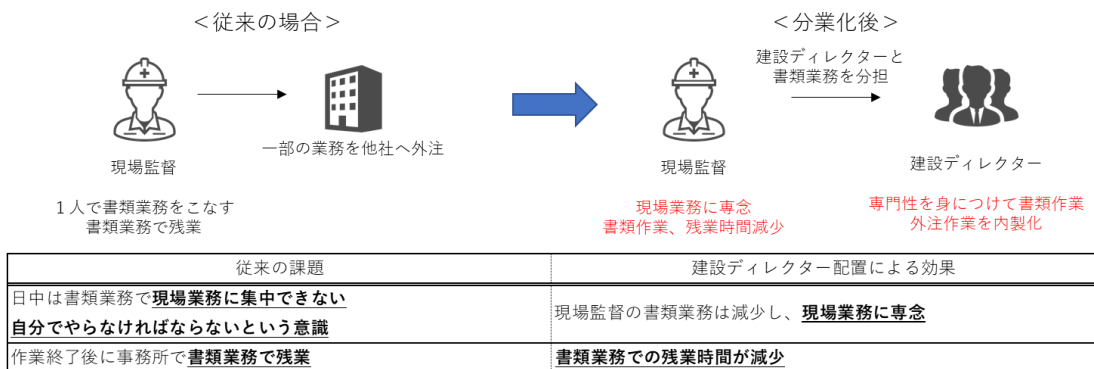 ＜従来の場合＞
＜分業化後＞
建設ディレクターと
書類業務を分担
一部の業務を他社へ外注
現場監督
現場監督
建設ディレクター
１人で書類業務をこなす
書類業務で残業
現場業務に専念
書類作業、残業時間減少
専門性を身につけて書類作業
外注作業を内製化
従来の課題
建設ディレクター配置による効果
日中は書類業務で現場業務に集中できない
自分でやらなければならないという意識
現場監督の書類業務は減少し、現場業務に専念
作業終了後に事務所で書類業務で残業
書類業務での残業時間が減少